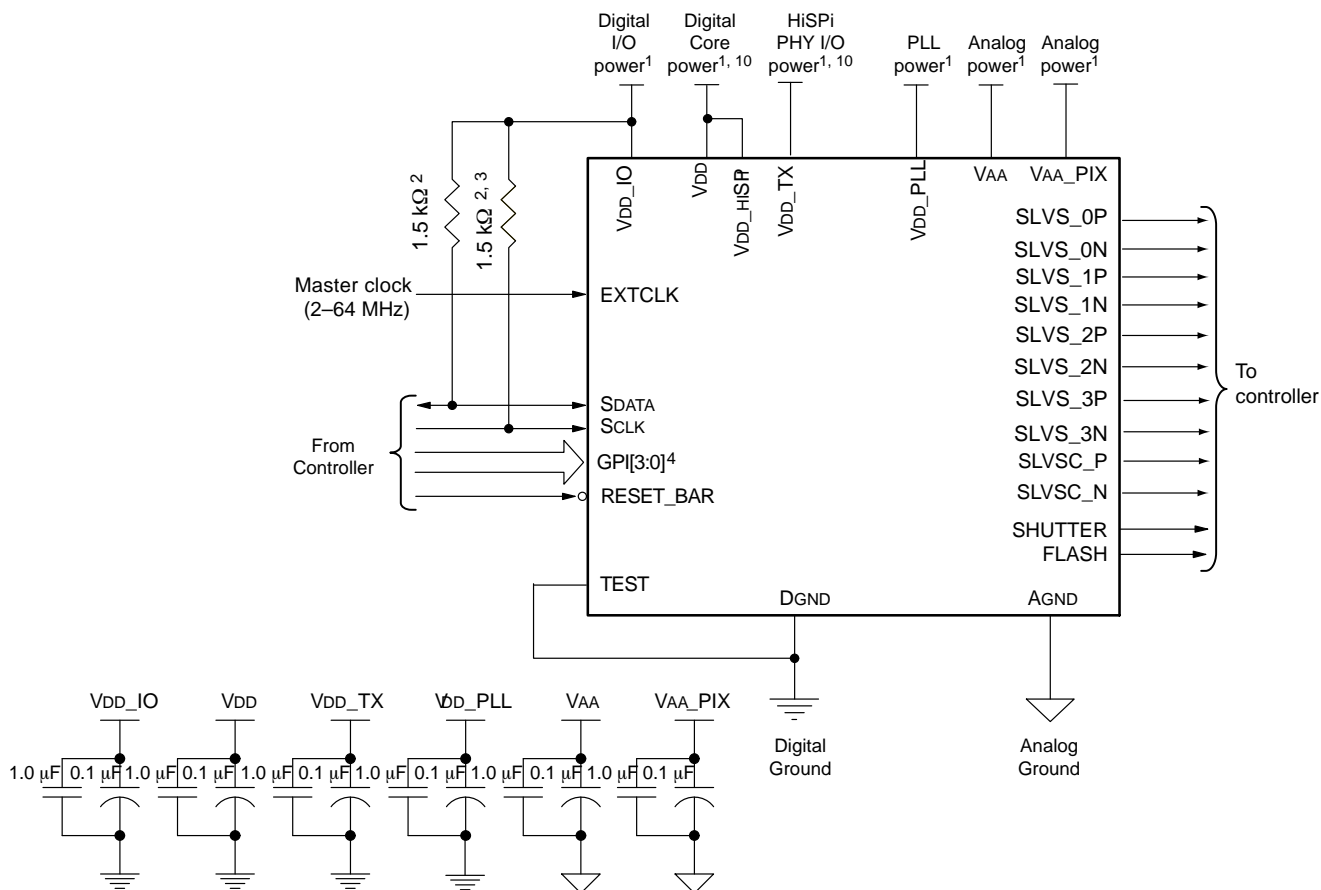 Digital
I/O
power1
Digital
Core
power1, 10
HiSPi
PHY I/O
power1, 10
PLL
power1
Analog
power1
Analog
power1
1.5 kΩ 2
1.5 kΩ 2, 3
VDD_IO
VDD
VDD_HiSPi
VDD_TX
VDD_PLL
VAA
VAA_PIX
Master clock
(2–64 MHz)
EXTCLK
SDATA
SCLK
From
Controller
GPI[3:0]4
RESET_BAR
TEST
SLVS_0P
SLVS_0N
SLVS_1P
SLVS_1N
SLVS_2P
SLVS_2N
SLVS_3P
SLVS_3N
SLVSC_P
SLVSC_N
SHUTTER
FLASH
To
controller
DGND
AGND
Digital
Ground
Analog
Ground
VDD_IO
VDD
VDD_TX
VDD_PLL
VAA
VAA_PIX
1.0 µF 0.1 µF 1.0 µF 0.1 µF 1.0 µF 0.1 µF 1.0 µF 0.1 µF 1.0 µF 0.1 µF 1.0 µF 0.1 µF